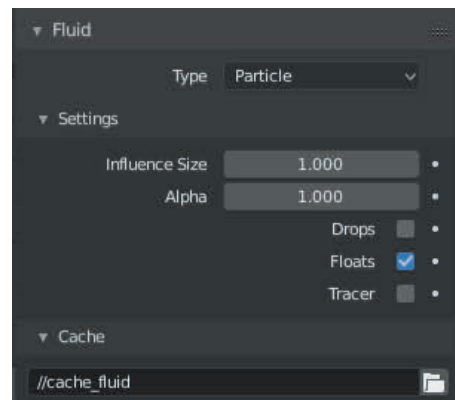 Fluid
Type Particle
Settings
Influence Size 1.000
Alpha 1.000
Drops
Floats
Tracer
Cache
//cache_fluid